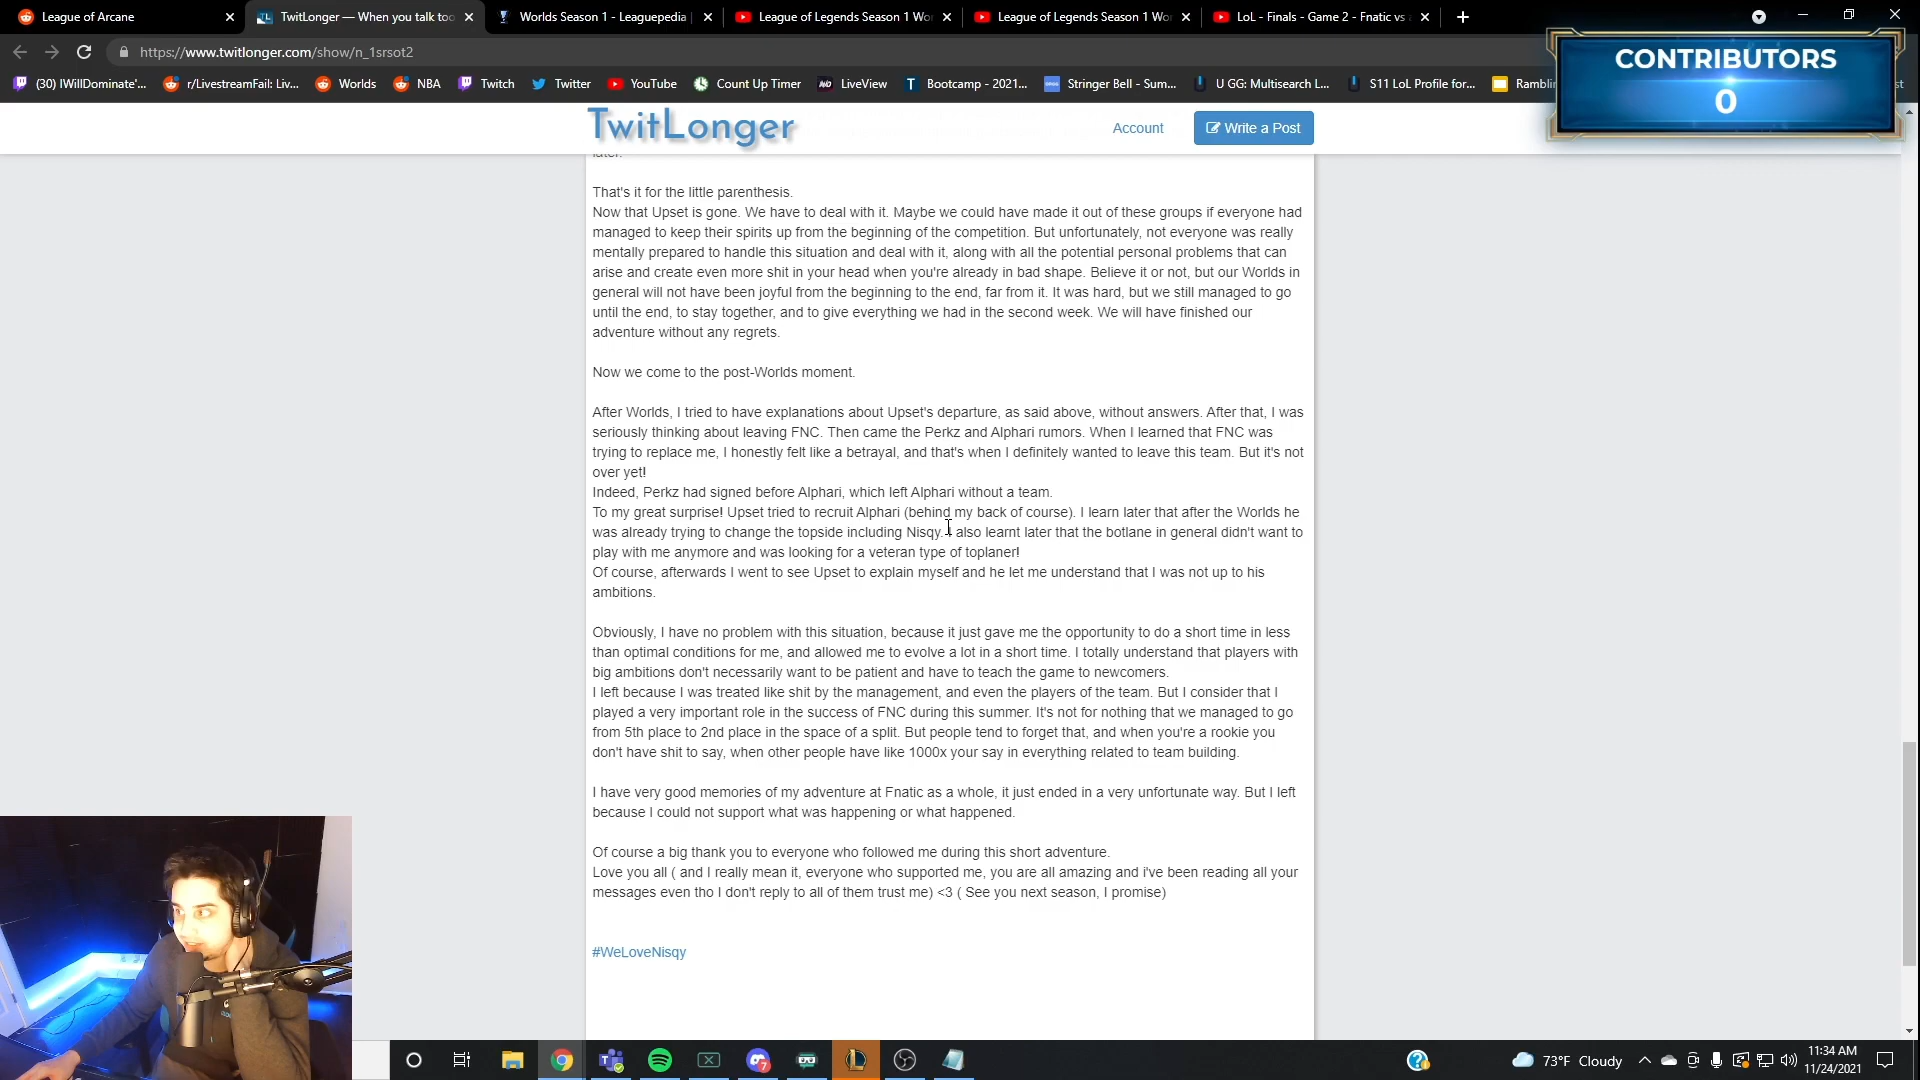 League of Arcane
TwitLonger — When you talk too
Worlds Season 1 - Leaguepedia
League of Legends Season 1 Wo
League of Legends Season 1 Wo
LoL - Finals - Game 2 - Fnatic vs
https://www.twitlonger.com/show/n_1srsot2
CONTRIBUTORS
0
(30) IWillDominate'...
r/LivestreamFail: Liv...
Worlds
NBA
Twitch
Twitter
YouTube
Count Up Timer
LiveView
Bootcamp - 2021...
Stringer Bell - Sum...
U GG: Multisearch L...
S11 LoL Profile for...
TwitLonger
Account
Write a Post
later.
That's it for the little parenthesis.
Now that Upset is gone. We have to deal with it. Maybe we could have made it out of these groups if everyone had
managed to keep their spirits up from the beginning of the competition. But unfortunately, not everyone was really
mentally prepared to handle this situation and deal with it, along with all the potential personal problems that can
arise and create even more shit in your head when you're already in bad shape. Believe it or not, but our Worlds in
general will not have been joyful from the beginning to the end, far from it. It was hard, but we still managed to go
until the end, to stay together, and to give everything we had in the second week. We will have finished our
adventure without any regrets.
Now we come to the post-Worlds moment.
After Worlds, I tried to have explanations about Upset's departure, as said above, without answers. After that, I was
seriously thinking about leaving FNC. Then came the Perkz and Alphari rumors. When I learned that FNC was
trying to replace me, I honestly felt like a betrayal, and that's when I definitely wanted to leave this team. But it's not
over yet!
Indeed, Perkz had signed before Alphari, which left Alphari without a team.
To my great surprise! Upset tried to recruit Alphari (behind my back of course). I learn later that after the Worlds he
was already trying to change the topside including Nisqy. I also learnt later that the botlane in general didn't want to
play with me anymore and was looking for a veteran type of toplaner!
Of course, afterwards I went to see Upset to explain myself and he let me understand that I was not up to his
ambitions.
Obviously, I have no problem with this situation, because it just gave me the opportunity to do a short time in less
than optimal conditions for me, and allowed me to evolve a lot in a short time. I totally understand that players with
big ambitions don't necessarily want to be patient and have to teach the game to newcomers.
I left because I was treated like shit by the management, and even the players of the team. But I consider that I
played a very important role in the success of FNC during this summer. It's not for nothing that we managed to go
from 5th place to 2nd place in the space of a split. But people tend to forget that, and when you're a rookie you
don't have shit to say, when other people have like 1000x your say in everything related to team building.
I have very good memories of my adventure at Fnatic as a whole, it just ended in a very unfortunate way. But I left
because I could not support what was happening or what happened.
Of course a big thank you to everyone who followed me during this short adventure.
Love you all ( and I really mean it, everyone who supported me, you are all amazing and i've been reading all your
messages even tho I don't reply to all of them trust me) <3 ( See you next season, I promise)
#WeLoveNisqy
73°F Cloudy
11:34 AM
11/24/2021